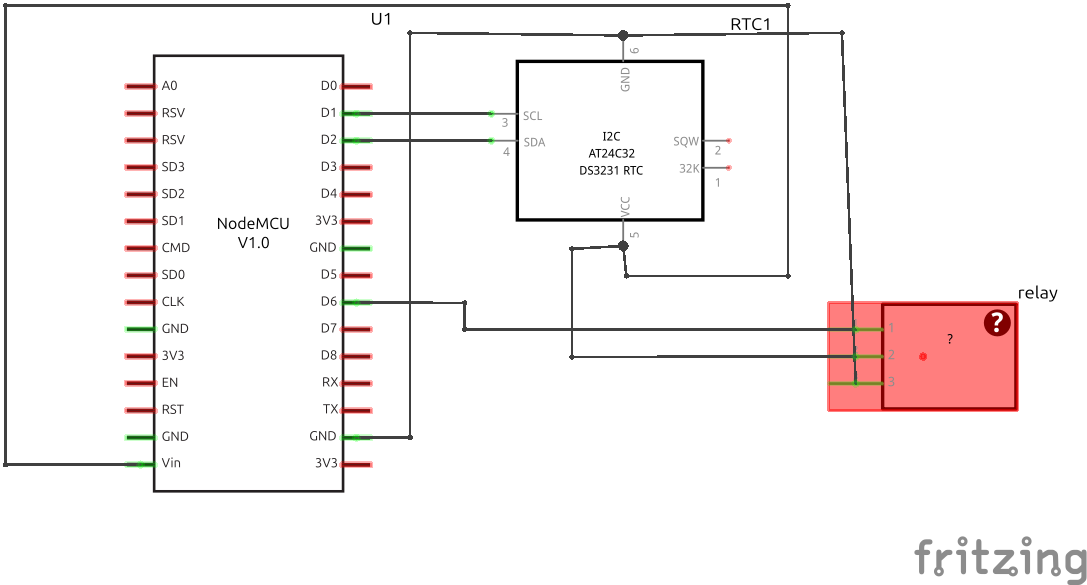 U1
RTC1
A0
RSV
RSV
SD3
SD2
SD1
CMD
SD0
CLK
GND
3V3
EN
RST
GND
Vin
NodeMCU
V1.0
D0
D1
D2
D3
D4
3V3
GND
D5
D6
D7
D8
RX
TX
GND
3V3
6
GND
3
SCL
4
SDA
I2C
AT24C32
DS3231 RTC
SQW
2
32K
1
VCC
5
relay
?
?
1
2
3
fritzing